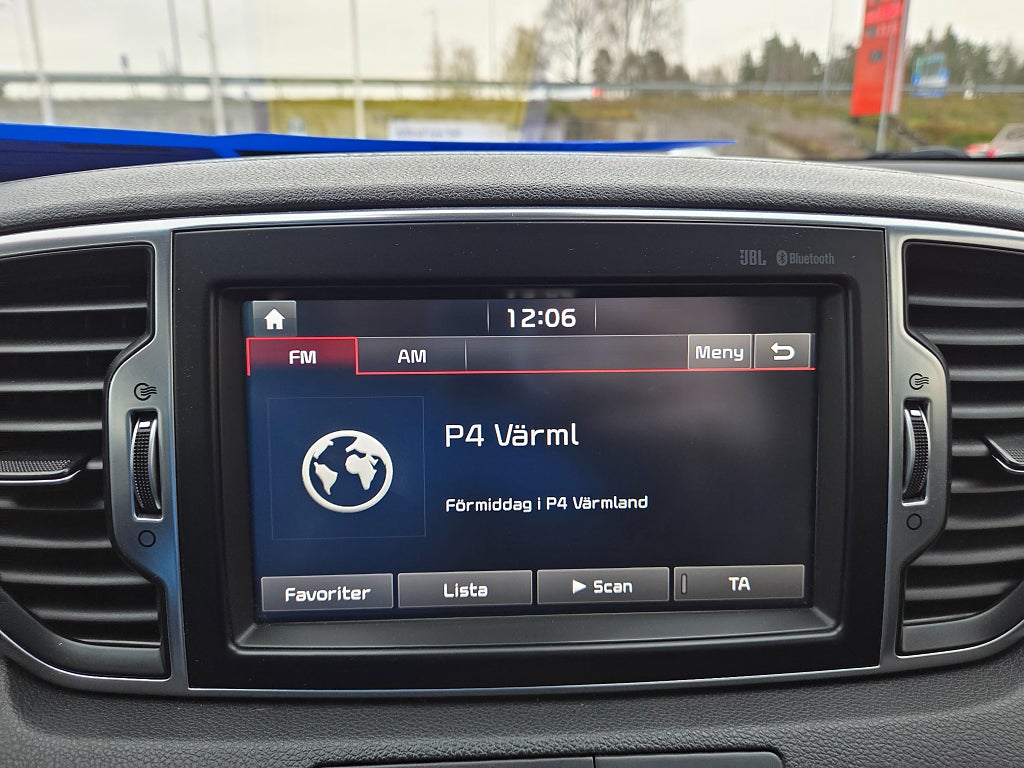 JBL Bluetooth
12:06
FM AM Meny
P4 Värml
Förmiddag i P4 Värmland
Favoriter Lista Scan TA